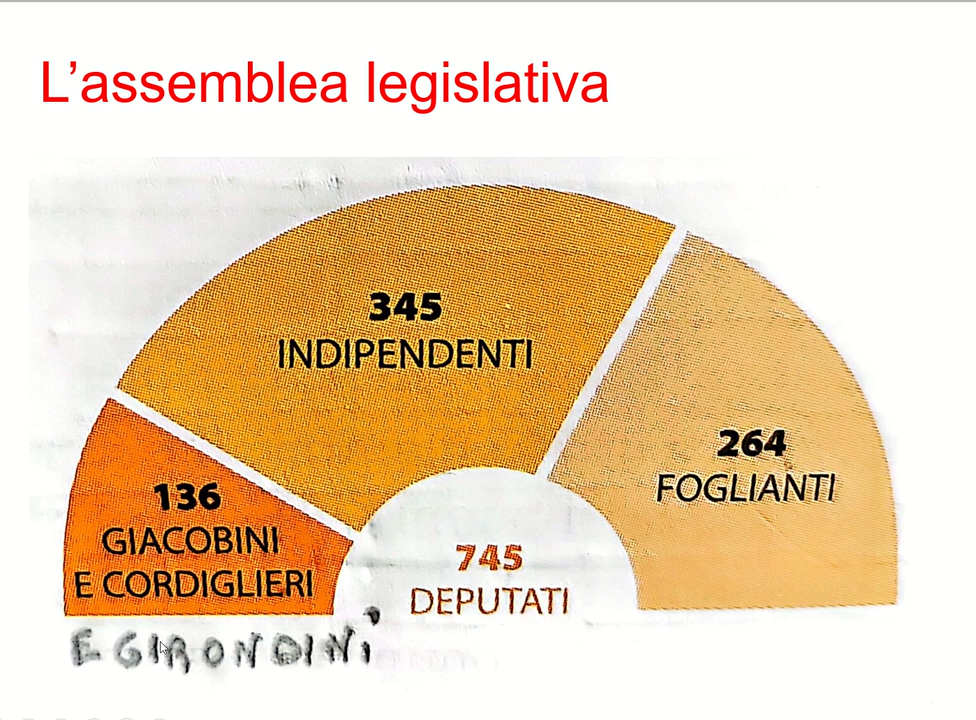 L’assemblea legislativa
345
INDIPENDENTI
264
FOGLIANTI
136
GIACOBINI
E CORDIGLIERI
745
DEPUTATI
E GIRONDINI